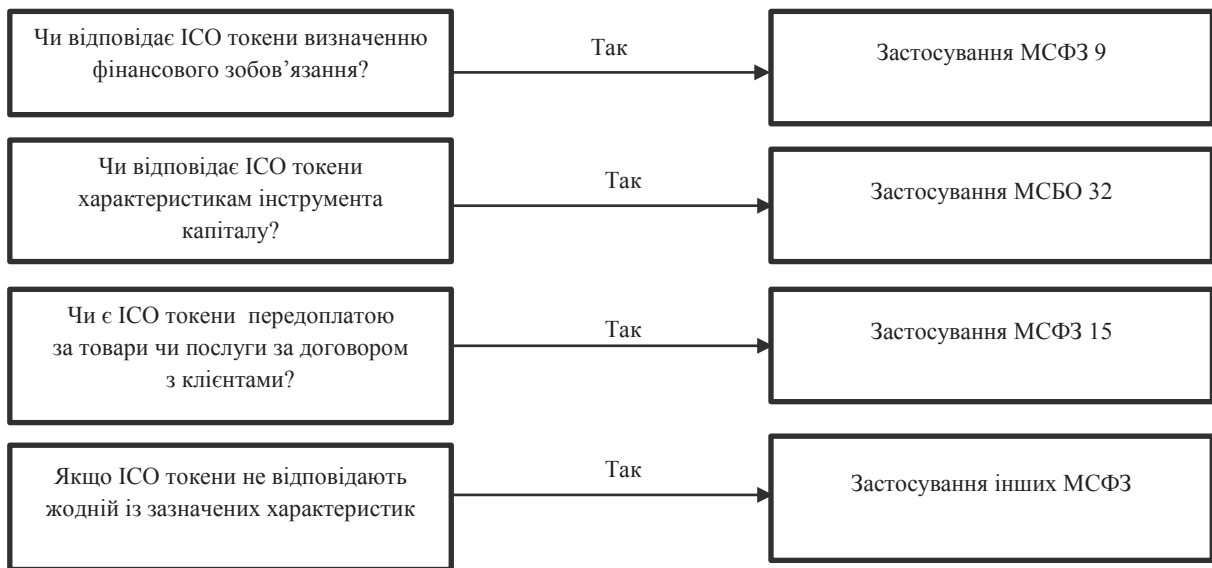 Чи відповідає ICO токени визначенню
фінансового зобов’язання?
Так
Застосування МСФЗ 9
Чи відповідає ICO токени
характеристикам інструмента
капіталу?
Так
Застосування МСБО 32
Чи є ICO токени передоплатою
за товари чи послуги за договором
з клієнтами?
Так
Застосування МСФЗ 15
Якщо ICO токени не відповідають
жодній із зазначених характеристик
Так
Застосування інших МСФЗ